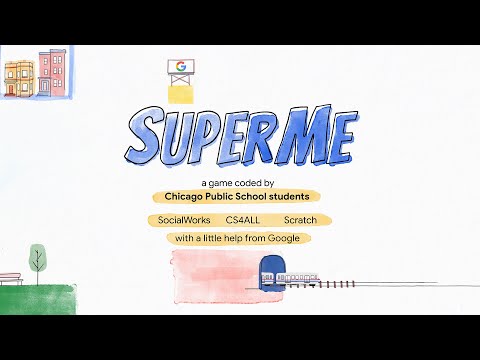 G
SUPERME
a game coded by
Chicago Public School students
SocialWorks CS4ALL Scratch
with a little help from Google